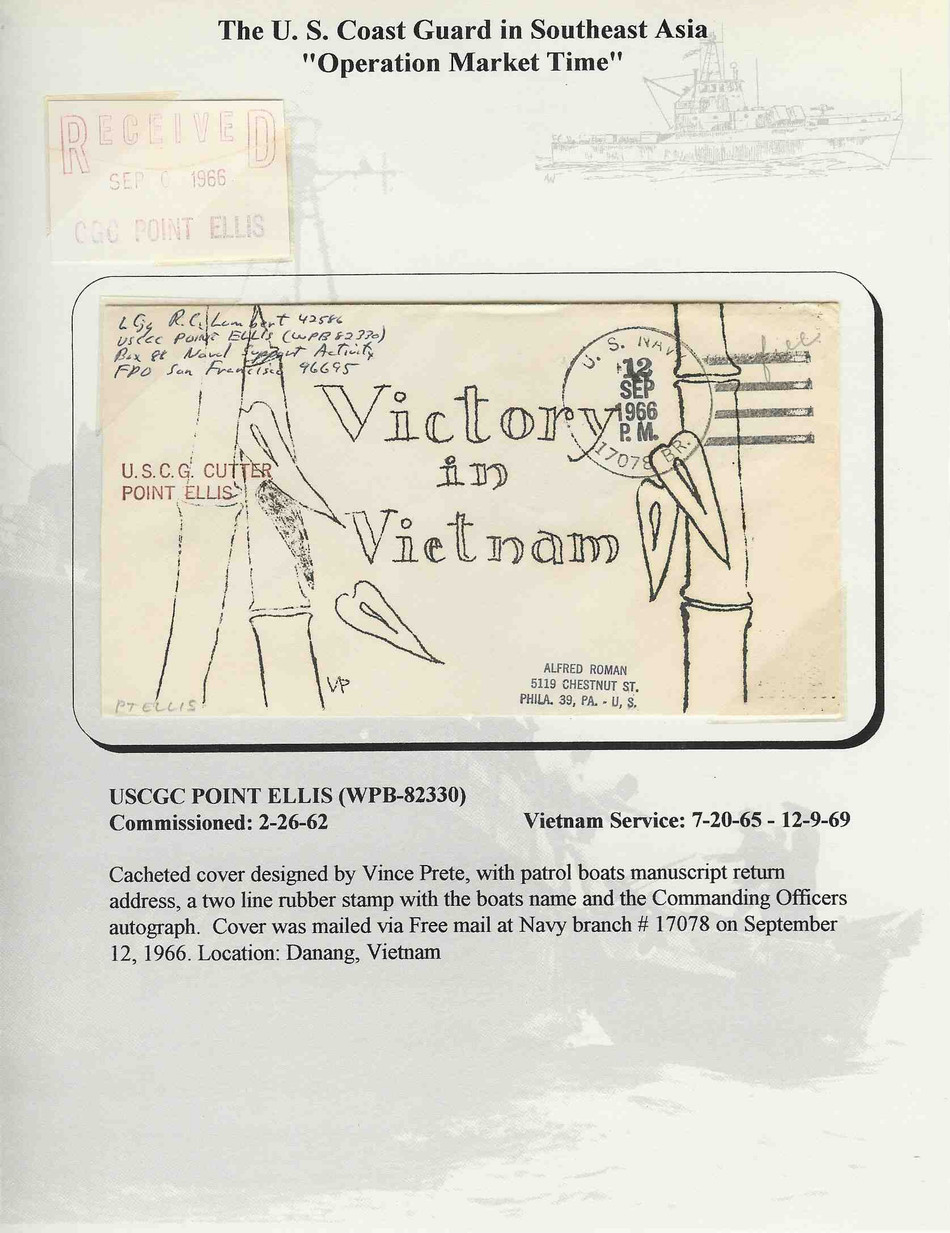 The U. S. Coast Guard in Southeast Asia
"Operation Market Time"
RECEIVED
SEP 1966
CGC POINT ELLIS
LTJG R.C. Lambert 42586
USCGC POINT ELLIS (WPB 82330)
Box 88 Naval Support Activity
FPO San Francisco 96695
U. S. NAVY
12
SEP
1966
P. M.
17078 BR.
Victory
in
Vietnam
U.S.C.G. CUTTER
POINT ELLIS
VP
ALFRED ROMAN
5119 CHESTNUT ST.
PHILA. 39, PA. - U, S.
PT ELLIS
USCGC POINT ELLIS (WPB-82330)
Commissioned: 2-26-62 Vietnam Service: 7-20-65 - 12-9-69
Cacheted cover designed by Vince Prete, with patrol boats manuscript return
address, a two line rubber stamp with the boats name and the Commanding Officers
autograph. Cover was mailed via Free mail at Navy branch # 17078 on September
12, 1966. Location: Danang, Vietnam